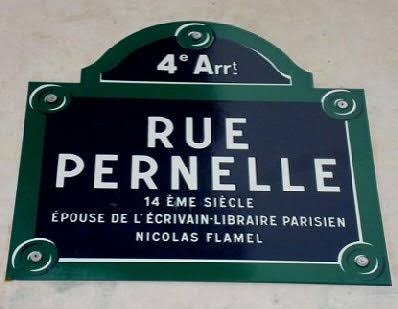 4e Arrt
RUE
PERNELLE
14 ÈME SIÈCLE
ÉPOUSE DE L'ÉCRIVAIN-LIBRAIRE PARISIEN
NICOLAS FLAMEL